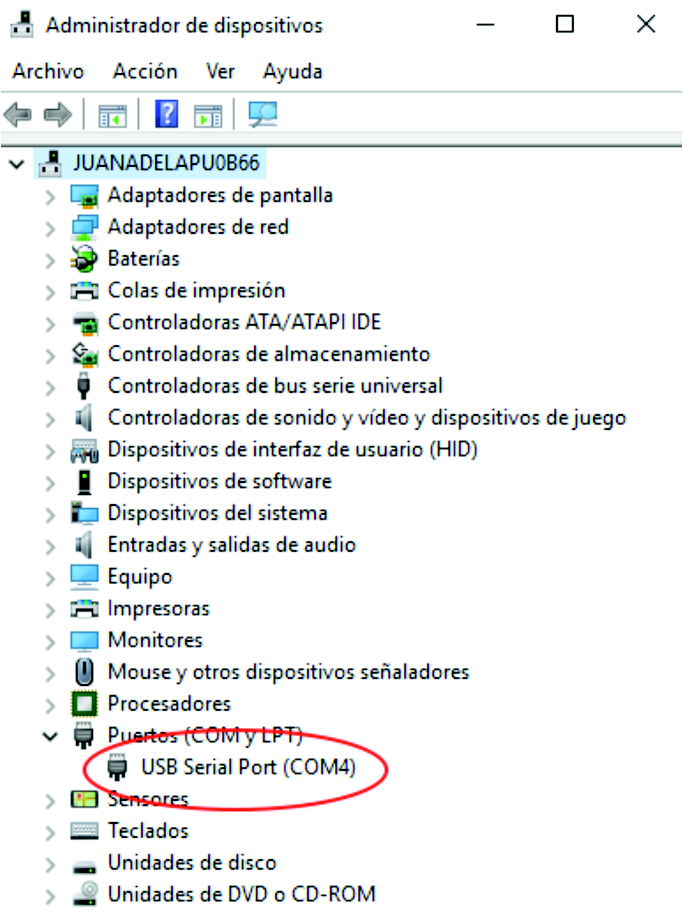 Administrador de dispositivos
Archivo Acción Ver Ayuda
JUANADELAPU0B66
Adaptadores de pantalla
Adaptadores de red
Baterías
Colas de impresión
Controladoras ATA/ATAPI IDE
Controladoras de almacenamiento
Controladoras de bus serie universal
Controladoras de sonido y vídeo y dispositivos de juego
Dispositivos de interfaz de usuario (HID)
Dispositivos de software
Dispositivos del sistema
Entradas y salidas de audio
Equipo
Impresoras
Monitores
Mouse y otros dispositivos señaladores
Procesadores
Puertos (COM y LPT)
USB Serial Port (COM4)
Sensores
Teclados
Unidades de disco
Unidades de DVD o CD-ROM